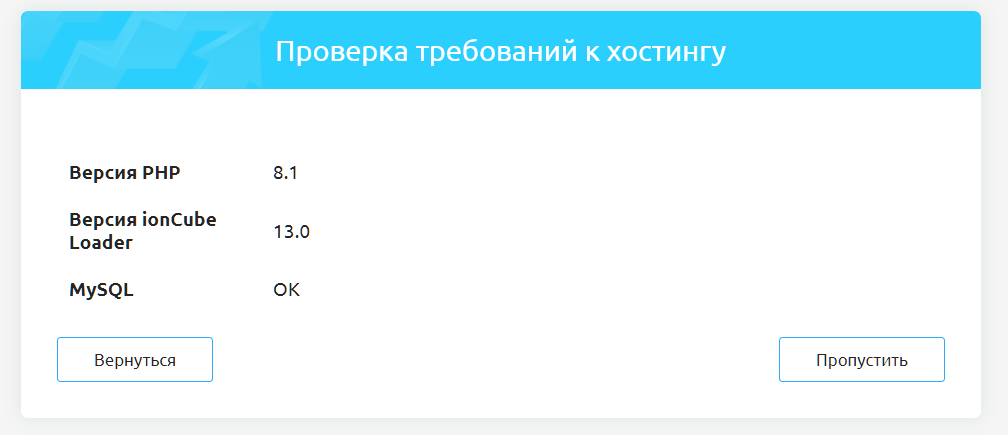 Проверка требований к хостингу
Версия PHP 8.1
Версия ionCube
Loader 13.0
MySQL OK
Вернуться Пропустить